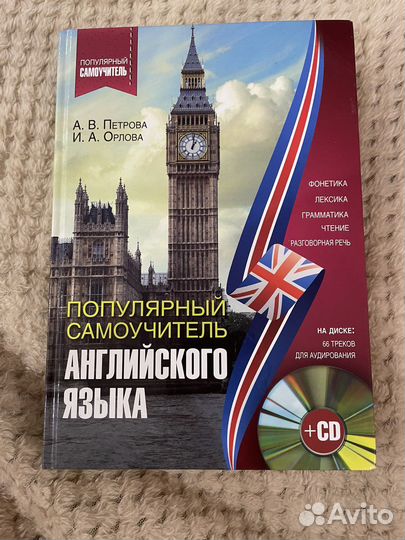 ПОПУЛЯРНЫЙ
САМОУЧИТЕЛЬ
А. В. ПЕТРОВА
И. А. ОРЛОВА
ФОНЕТИКА
ЛЕКСИКА
ГРАММАТИКА
ЧТЕНИЕ
РАЗГОВОРНАЯ РЕЧЬ
ПОПУЛЯРНЫЙ
САМОУЧИТЕЛЬ
АНГЛИЙСКОГО
ЯЗЫКА
НА ДИСКЕ:
66 ТРЕКОВ
ДЛЯ АУДИРОВАНИЯ
+CD
Avito